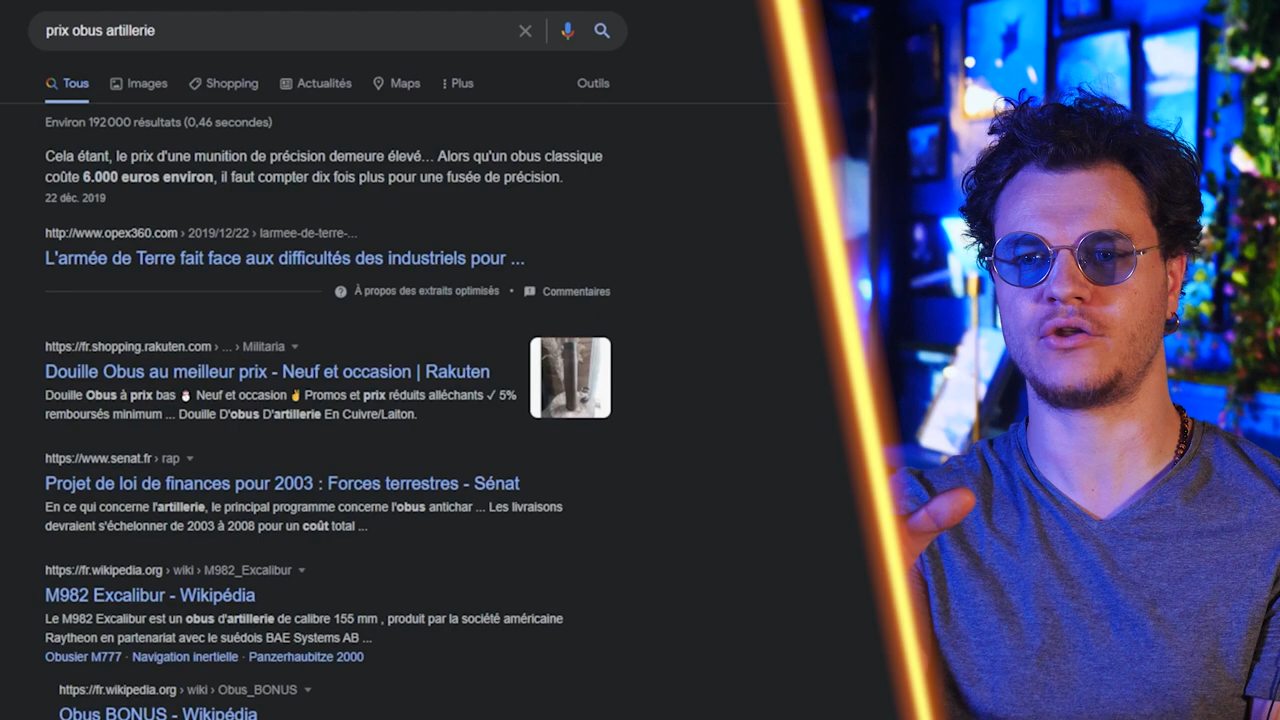 prix obus artillerie
Tous Images Shopping Actualités Maps Plus Outils
Environ 192 000 résultats (0,46 secondes)
Cela étant, le prix d'une munition de précision demeure élevé… Alors qu'un obus classique
coûte 6.000 euros environ, il faut compter dix fois plus pour une fusée de précision.
22 déc. 2019
http://www.opex360.com › 2019/12/22 › larmee-de-terre-...
L'armée de Terre fait face aux difficultés des industriels pour ...
À propos des extraits optimisés • Commentaires
https://fr.shopping.rakuten.com › ... › Militaria
Douille Obus au meilleur prix - Neuf et occasion | Rakuten
Douille Obus à prix bas ⛄ Neuf et occasion ✌ Promos et prix réduits alléchants ✓ 5%
remboursés minimum ... Douille D'obus D'artillerie En Cuivre/Laiton.
https://www.senat.fr › rap
Projet de loi de finances pour 2003 : Forces terrestres - Sénat
En ce qui concerne l'artillerie, le principal programme concerne l'obus antichar ... Les livraisons
devraient s'échelonner de 2003 à 2008 pour un coût total ...
https://fr.wikipedia.org › wiki › M982_Excalibur
M982 Excalibur - Wikipédia
Le M982 Excalibur est un obus d'artillerie de calibre 155 mm , produit par la société américaine
Raytheon en partenariat avec le suédois BAE Systems AB ...
Obusier M777 · Navigation inertielle · Panzerhaubitze 2000
https://fr.wikipedia.org › wiki › Obus_BONUS
Obus BONUS - Wikipédia